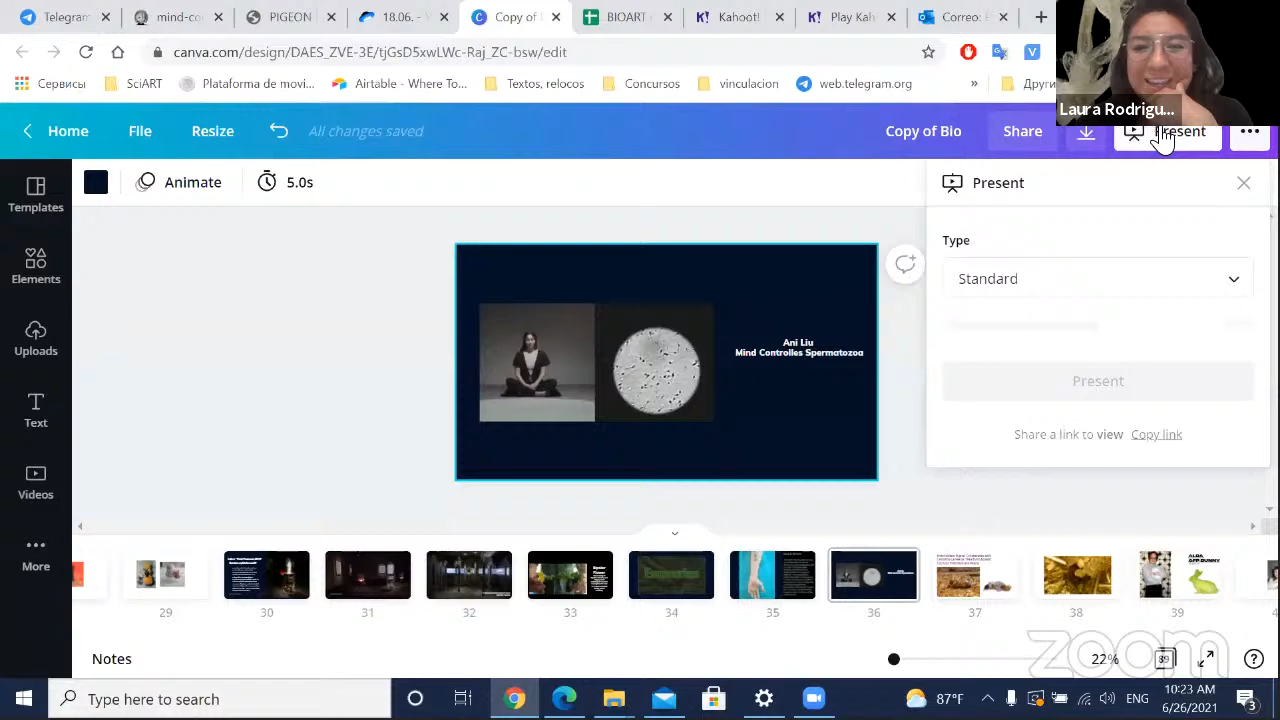 Telegram
mind-co
PIGEON
18.06. -
Copy of
BIOART
Kahoot!
Play Kah
Correo:
canva.com/design/DAES_ZVE-3E/tjGsD5xwLWc-Raj_ZC-bsw/edit
Сервисы
SciART
Plataforma de movi...
Airtable - Where To...
Textos, relocos
Concursos
vinculacion
web.telegram.org
»
Laura Rodrigu...
Home
File
Resize
All changes saved
Copy of Bio
Share
Present
Animate
5.0s
Present
Type
Standard
Present
Share a link to view Copy link
Templates
Elements
Uploads
Text
Videos
More
Ani Liu
Mind Controlles Spermatozoa
ALBA
GFP BUNNY
29
30
31
32
33
34
35
36
37
38
39
Notes
22%
89
zoom
Type here to search
87°F
ENG
10:23 AM
6/26/2021
3